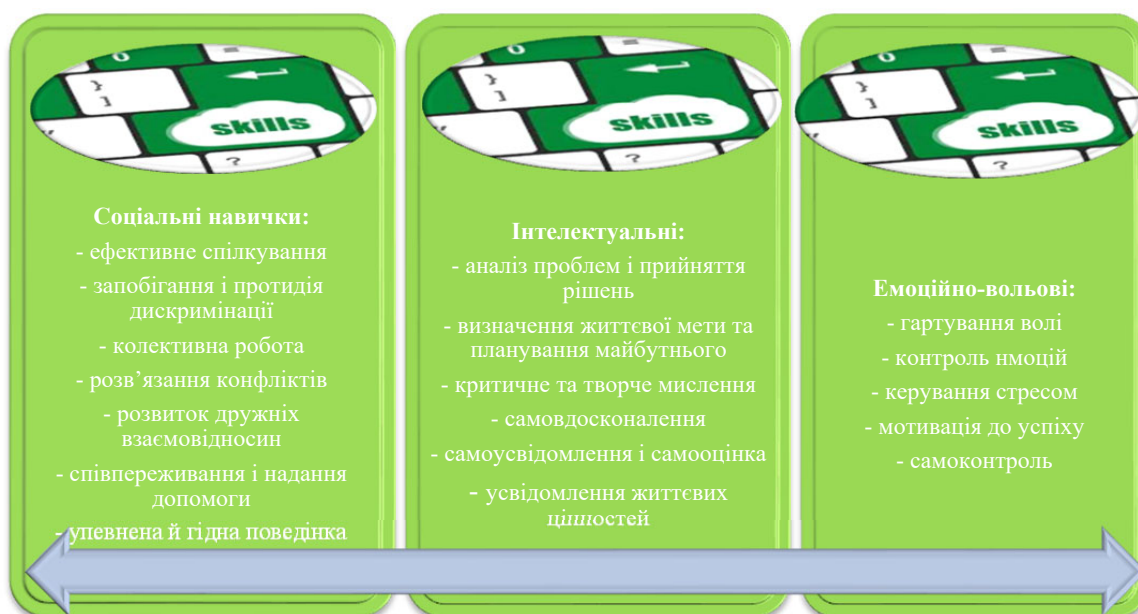 skills
Соціальні навички:
- ефективне спілкування
- запобігання і протидія
дискримінації
- колективна робота
- розв’язання конфліктів
- розвиток дружніх
взаємовідносин
- співпереживання і надання
допомоги
- упевнена й гідна поведінка
skills
Інтелектуальні:
- аналіз проблем і прийняття
рішень
- визначення життєвої мети та
планування майбутнього
- критичне та творче мислення
- самовдосконалення
- самоусвідомлення і самооцінка
- усвідомлення життєвих
skills
Емоційно-вольові:
- гартування волі
- контроль нмоцій
- керування стресом
- мотивація до успіху
- самоконтроль